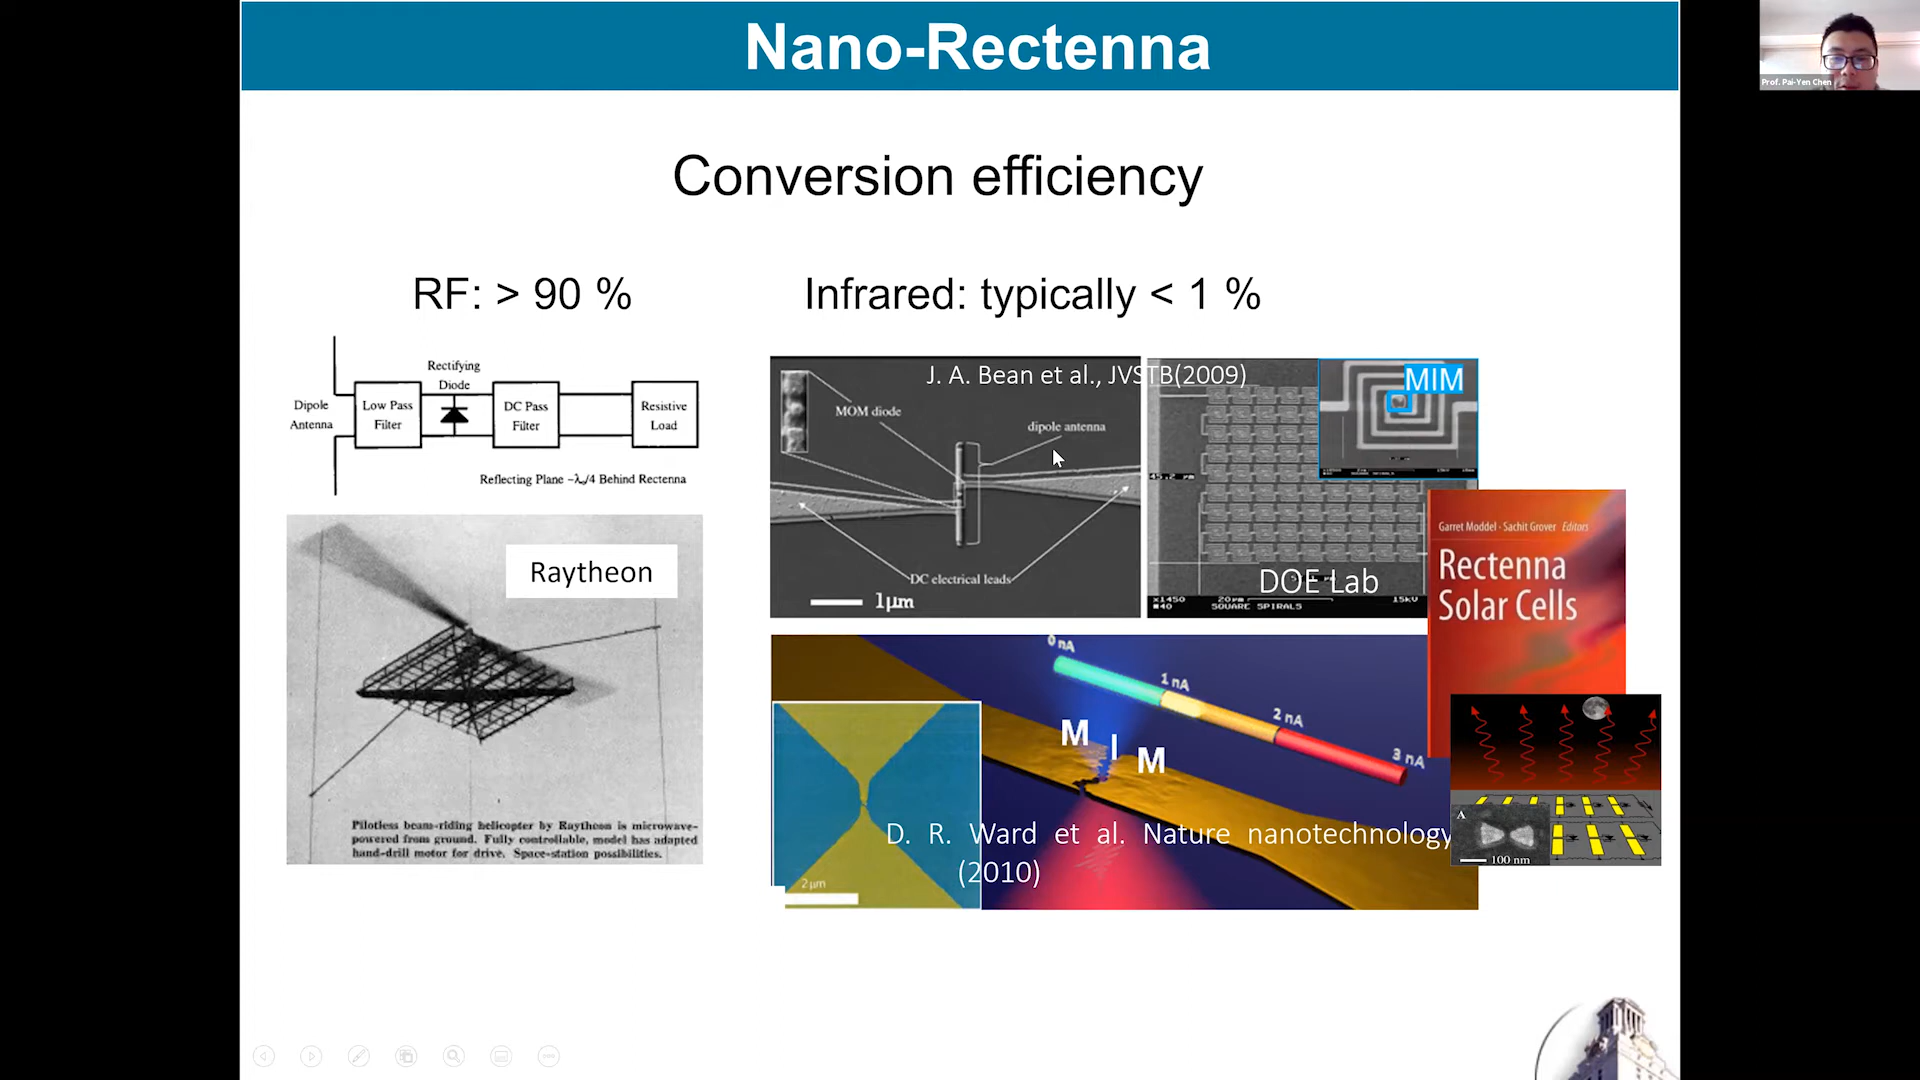 Nano-Rectenna
Prof. Pai-Yen Chen
Conversion efficiency
RF: > 90 %
Infrared: typically < 1 %
Rectifying
Diode
Dipole
Antenna
Low Pass
Filter
DC Pass
Filter
Resistive
Load
Reflecting Plane ~λ₀/4 Behind Rectenna
Raytheon
Pilotless beam-riding helicopter by Raytheon is microwave-
powered from ground. Fully controllable, model has adapted
hand-drill motor for drive. Space-station possibilities.
J. A. Bean et al., JVSTB(2009)
MOM diode
dipole antenna
DC electrical leads
1µm
MIM
DOE Lab
x1450
20µm
15kV
#40
SQUARE SPIRALS
Garret Moddel · Sachit Grover Editors
Rectenna
Solar Cells
0 nA
1 nA
2 nA
3 nA
M
I
M
D. R. Ward et al. Nature nanotechnology
(2010)
2 µm
A
100 nm